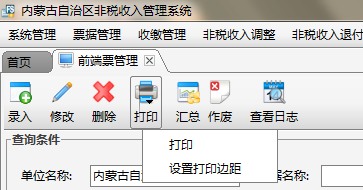 内蒙古自治区非税收入管理系统
系统管理 票据管理 收缴管理 非税收入调整 非税收入退付
首页 前端票管理
录入 修改 删除 打印 汇总 作废 查看日志
打印
查询条件
设置打印边距
单位名称: 内蒙古自治区 据名称: